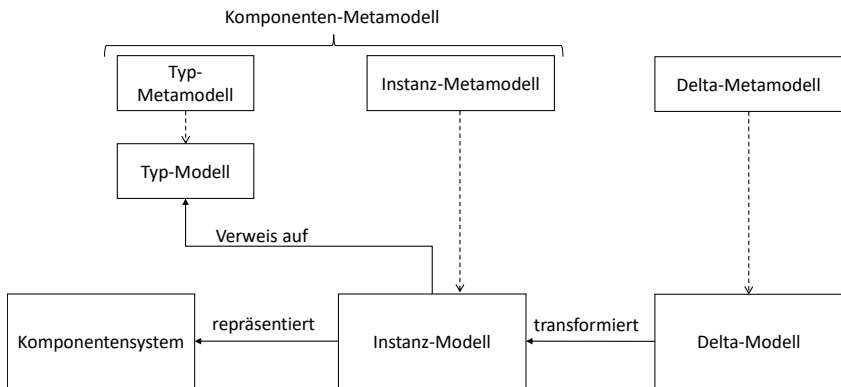 Komponenten-Metamodell
Typ-
Metamodell
Instanz-Metamodell
Delta-Metamodell
Typ-Modell
Verweis auf
Komponentensystem
repräsentiert
Instanz-Modell
transformiert
Delta-Modell